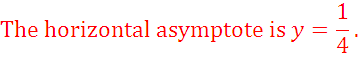 The horizontal asymptote is y = 1/4.